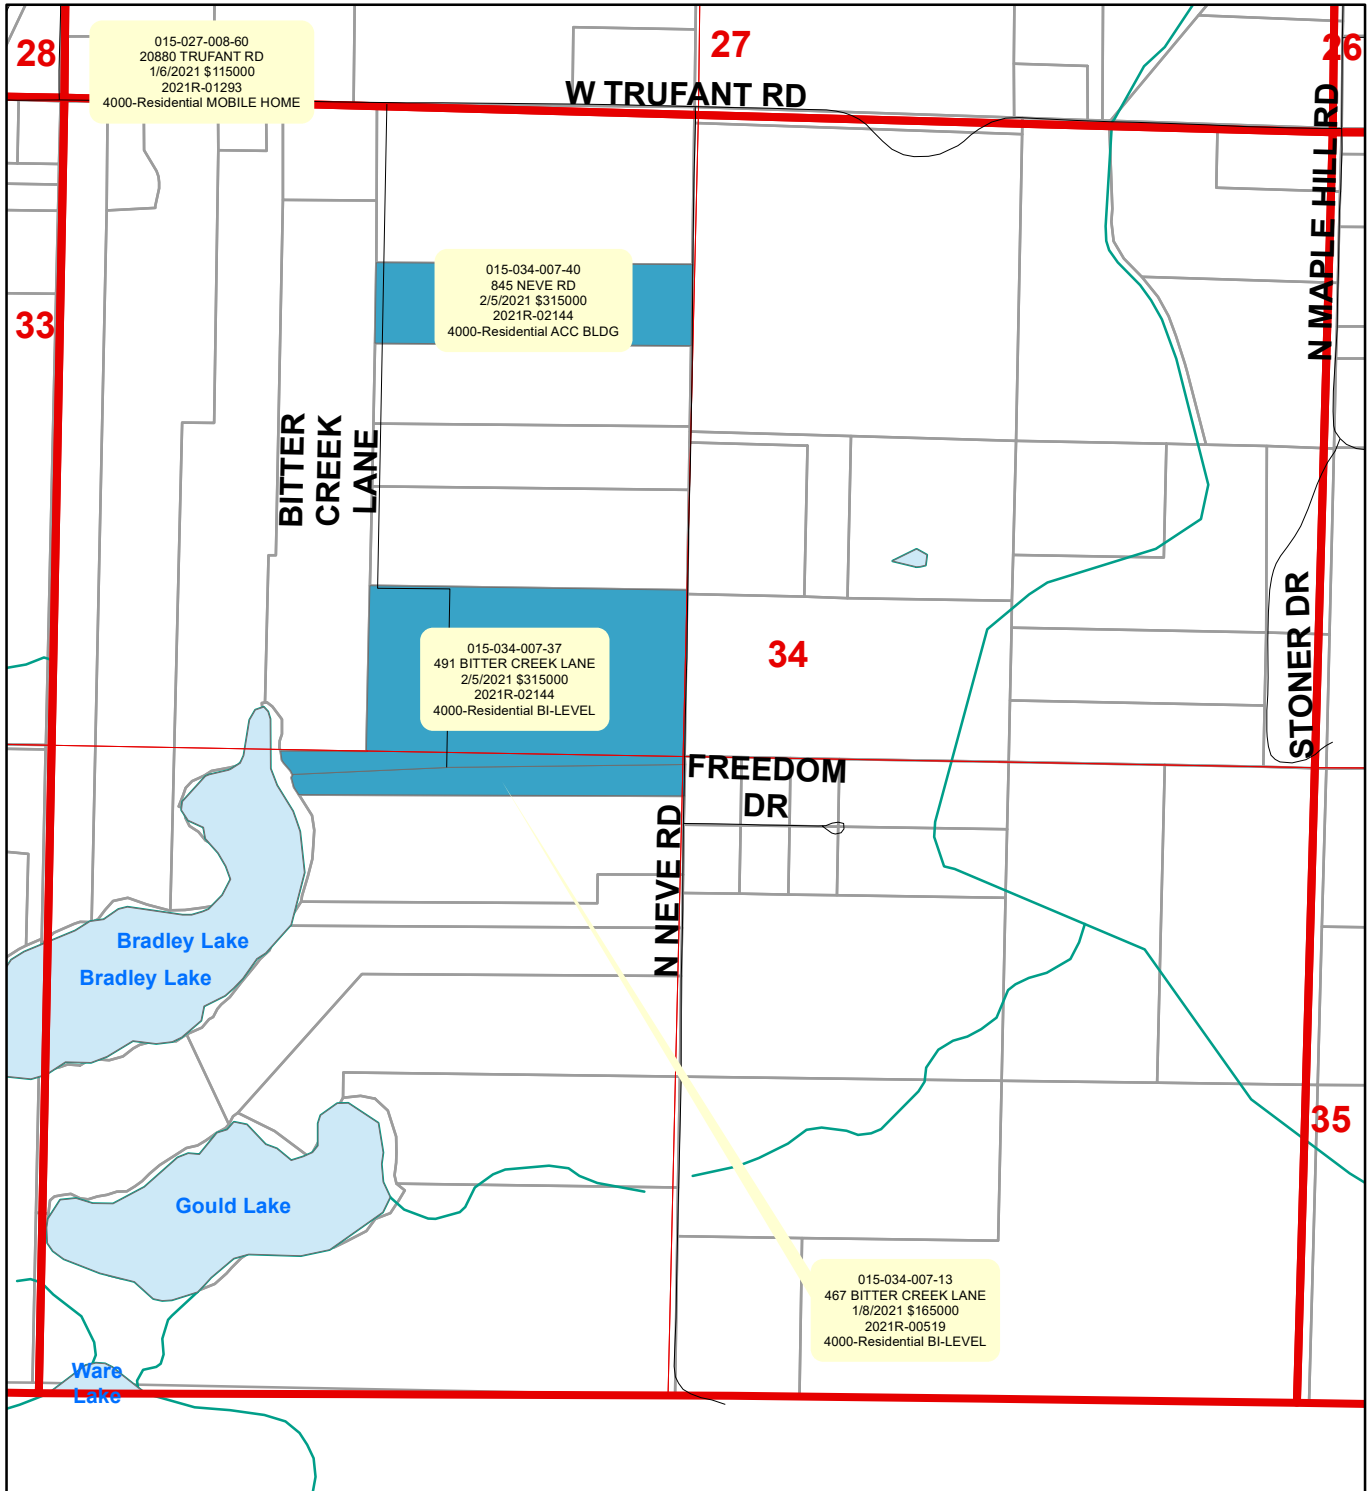 28
015-027-008-60
20880 TRUFANT RD
1/6/2021 $115000
2021R-01293
4000-Residential MOBILE HOME
27
26
W TRUFANT RD
N MAPLE HILL RD
33
015-034-007-40
845 NEVE RD
2/5/2021 $315000
2021R-02144
4000-Residential ACC BLDG
BITTER
CREEK
LANE
015-034-007-37
491 BITTER CREEK LANE
2/5/2021 $315000
2021R-02144
4000-Residential BI-LEVEL
34
STONER DR
FREEDOM
DR
N NEVE RD
Bradley Lake
Bradley Lake
35
Gould Lake
015-034-007-13
467 BITTER CREEK LANE
1/8/2021 $165000
2021R-00519
4000-Residential BI-LEVEL
Ware
Lake